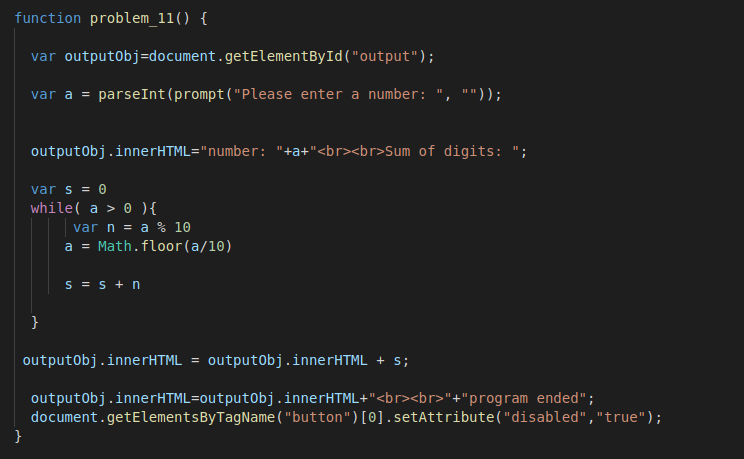 function problem_11() {
var outputObj=document.getElementById("output");
var a = parseInt(prompt("Please enter a number: ", ""));
outputObj.innerHTML="number: "+a+"<br><br>Sum of digits: ";
var s = 0
while( a > 0 ){
var n = a % 10
a = Math.floor(a/10)
s = s + n
}
outputObj.innerHTML = outputObj.innerHTML + s;
outputObj.innerHTML=outputObj.innerHTML+"<br><br>"+"program ended";
document.getElementsByTagName("button")[0].setAttribute("disabled","true");
}